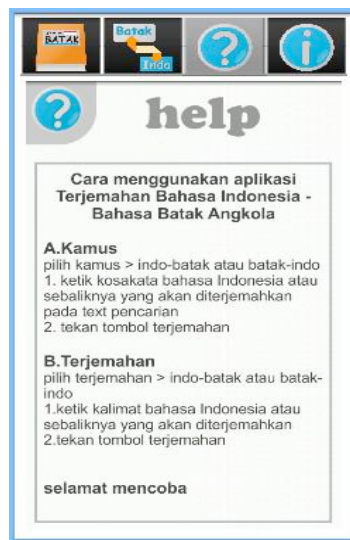 BATAK
Batak
Indo
help
Cara menggunakan aplikasi
Terjemahan Bahasa Indonesia -
Bahasa Batak Angkola
A.Kamus
pilih kamus > indo-batak atau batak-indo
1. ketik kosakata bahasa Indonesia atau
sebaliknya yang akan diterjemahkan
pada text pencarian
2. tekan tombol terjemahan
B.Terjemahan
pilih terjemahan > indo-batak atau batak-
indo
1.ketik kalimat bahasa Indonesia atau
sebaliknya yang akan diterjemahkan
2.tekan tombol terjemahan
selamat mencoba